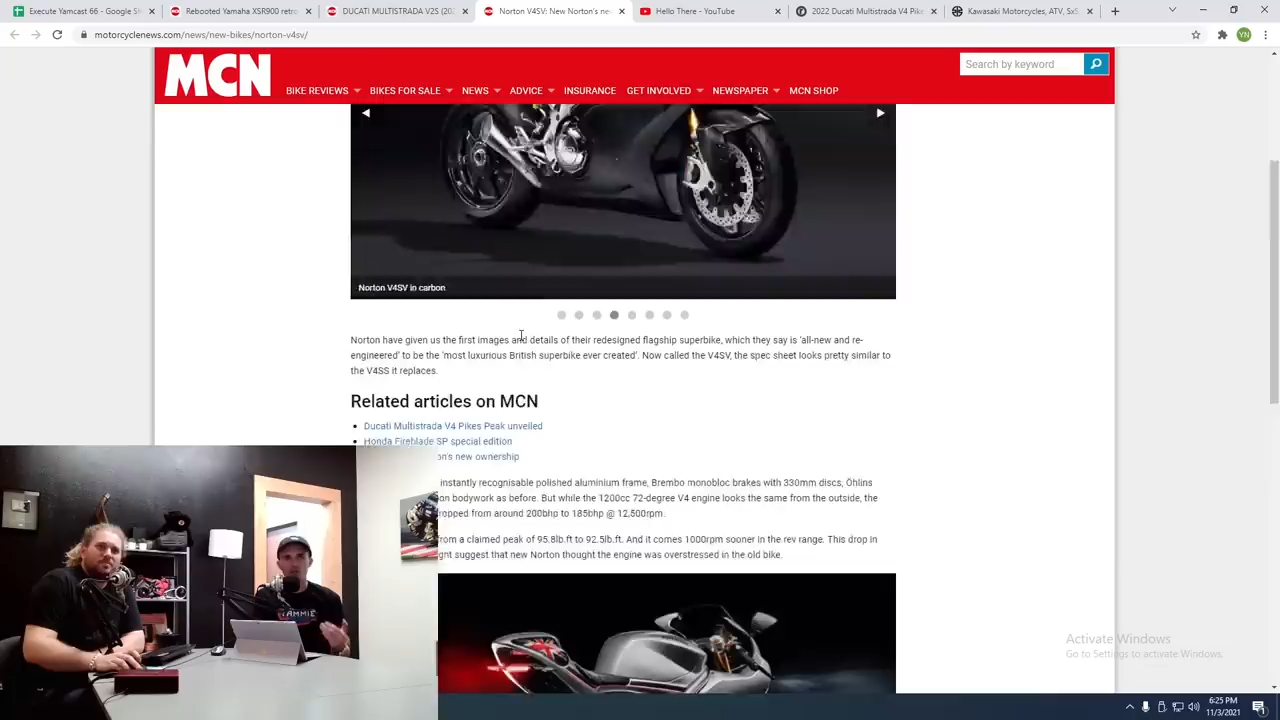 Execute Yamcast 66 - Google S
Rebooted Yamaha XSR900 retro
DUCATI MULTISTRADA V2S (202
Norton V4SV: New Norton's ne
Hello There - YouTube
2022 Ducati Multistrada V4 Pike
Kawasaki Motorcycles, ATV, SxS
motorcyclenews.com/news/new-bikes/norton-v4sv/
YN
MCN
Search by keyword
BIKE REVIEWS BIKES FOR SALE NEWS ADVICE INSURANCE GET INVOLVED NEWSPAPER MCN SHOP
Norton V4SV in carbon
Norton have given us the first images and details of their redesigned flagship superbike, which they say is 'all-new and re-
engineered' to be the 'most luxurious British superbike ever created'. Now called the V4SV, the spec sheet looks pretty similar to
the V4SS it replaces.
Related articles on MCN
Ducati Multistrada V4 Pikes Peak unveiled
Honda Fireblade SP special edition
on's new ownership
instantly recognisable polished aluminium frame, Brembo monobloc brakes with 330mm discs, Öhlins
on bodywork as before. But while the 1200cc 72-degree V4 engine looks the same from the outside, the
ropped from around 200bhp to 185bhp @ 12,500rpm.
rom a claimed peak of 95.8lb.ft to 92.5lb.ft. And it comes 1000rpm sooner in the rev range. This drop in
ght suggest that new Norton thought the engine was overstressed in the old bike.
YAMMIE
Activate Windows
Go to Settings to activate Windows.
6:25 PM
11/3/2021